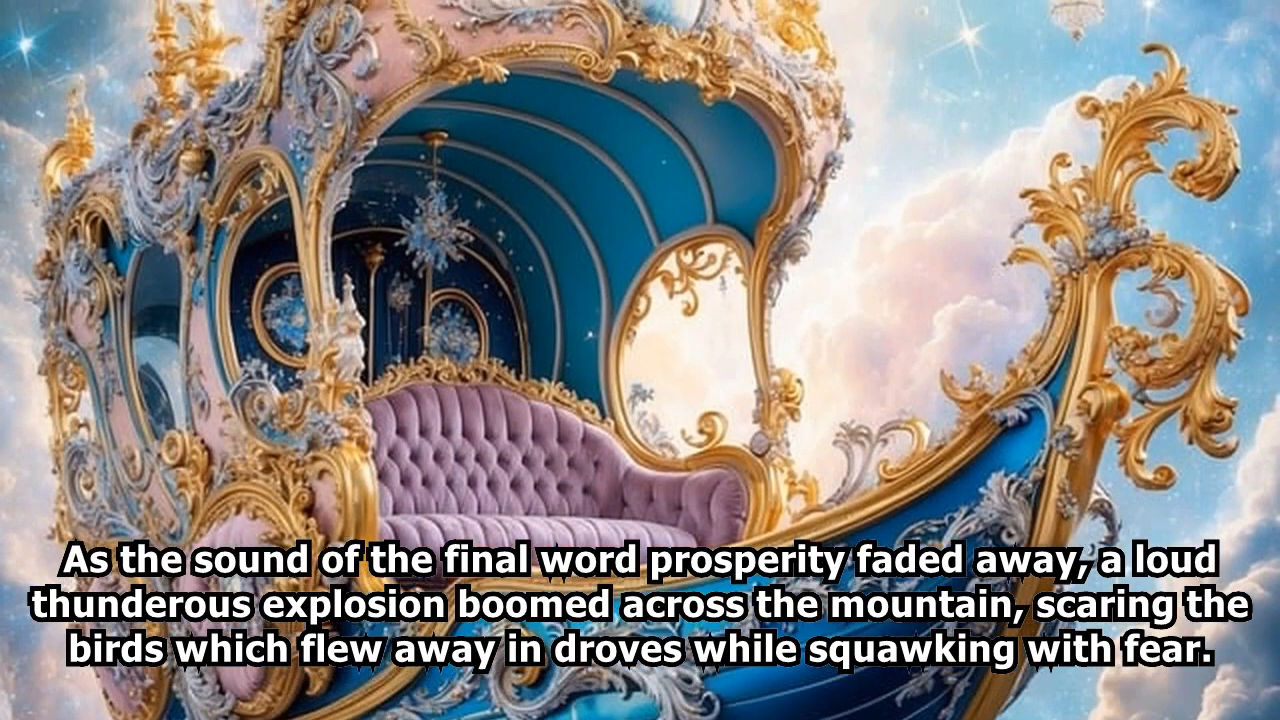 As the sound of the final word prosperity faded away, a loud
thunderous explosion boomed across the mountain, scaring the
birds which flew away in droves while squawking with fear.